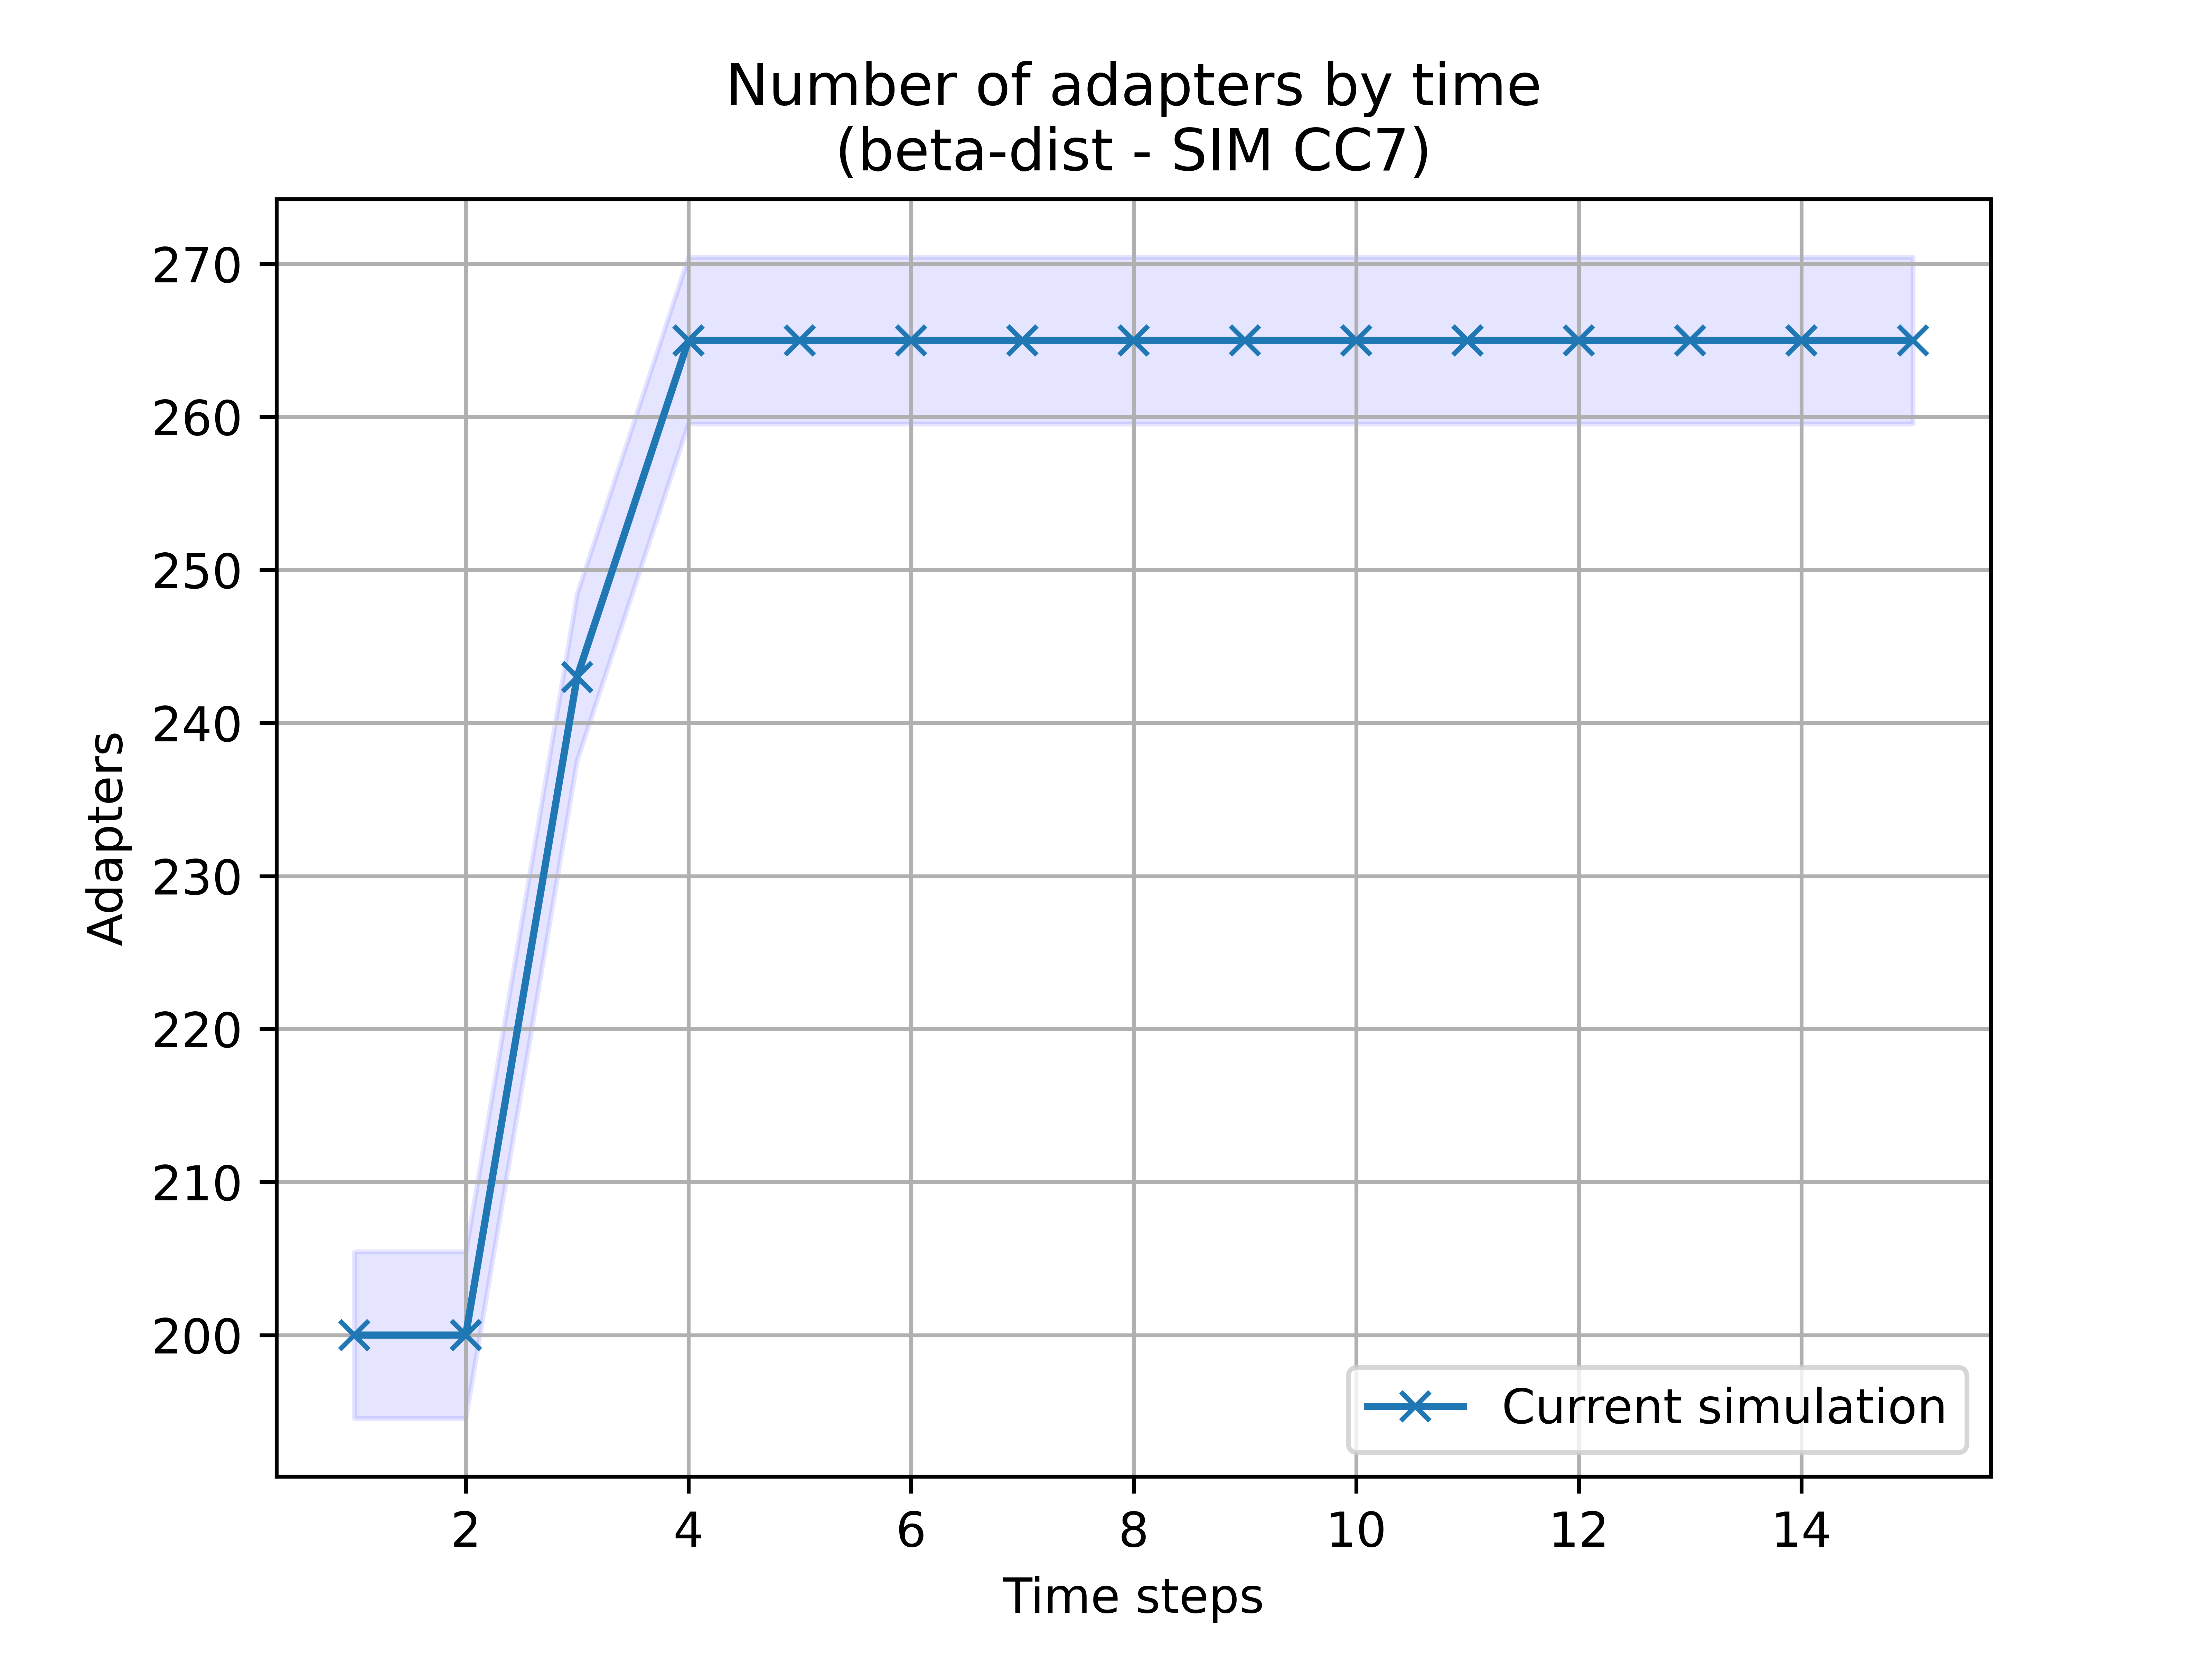 Number of adapters by time
(beta-dist - SIM CC7)
270
260
250
240
230
220
210
200
Adapters
Current simulation
2 4 6 8 10 12 14
Time steps